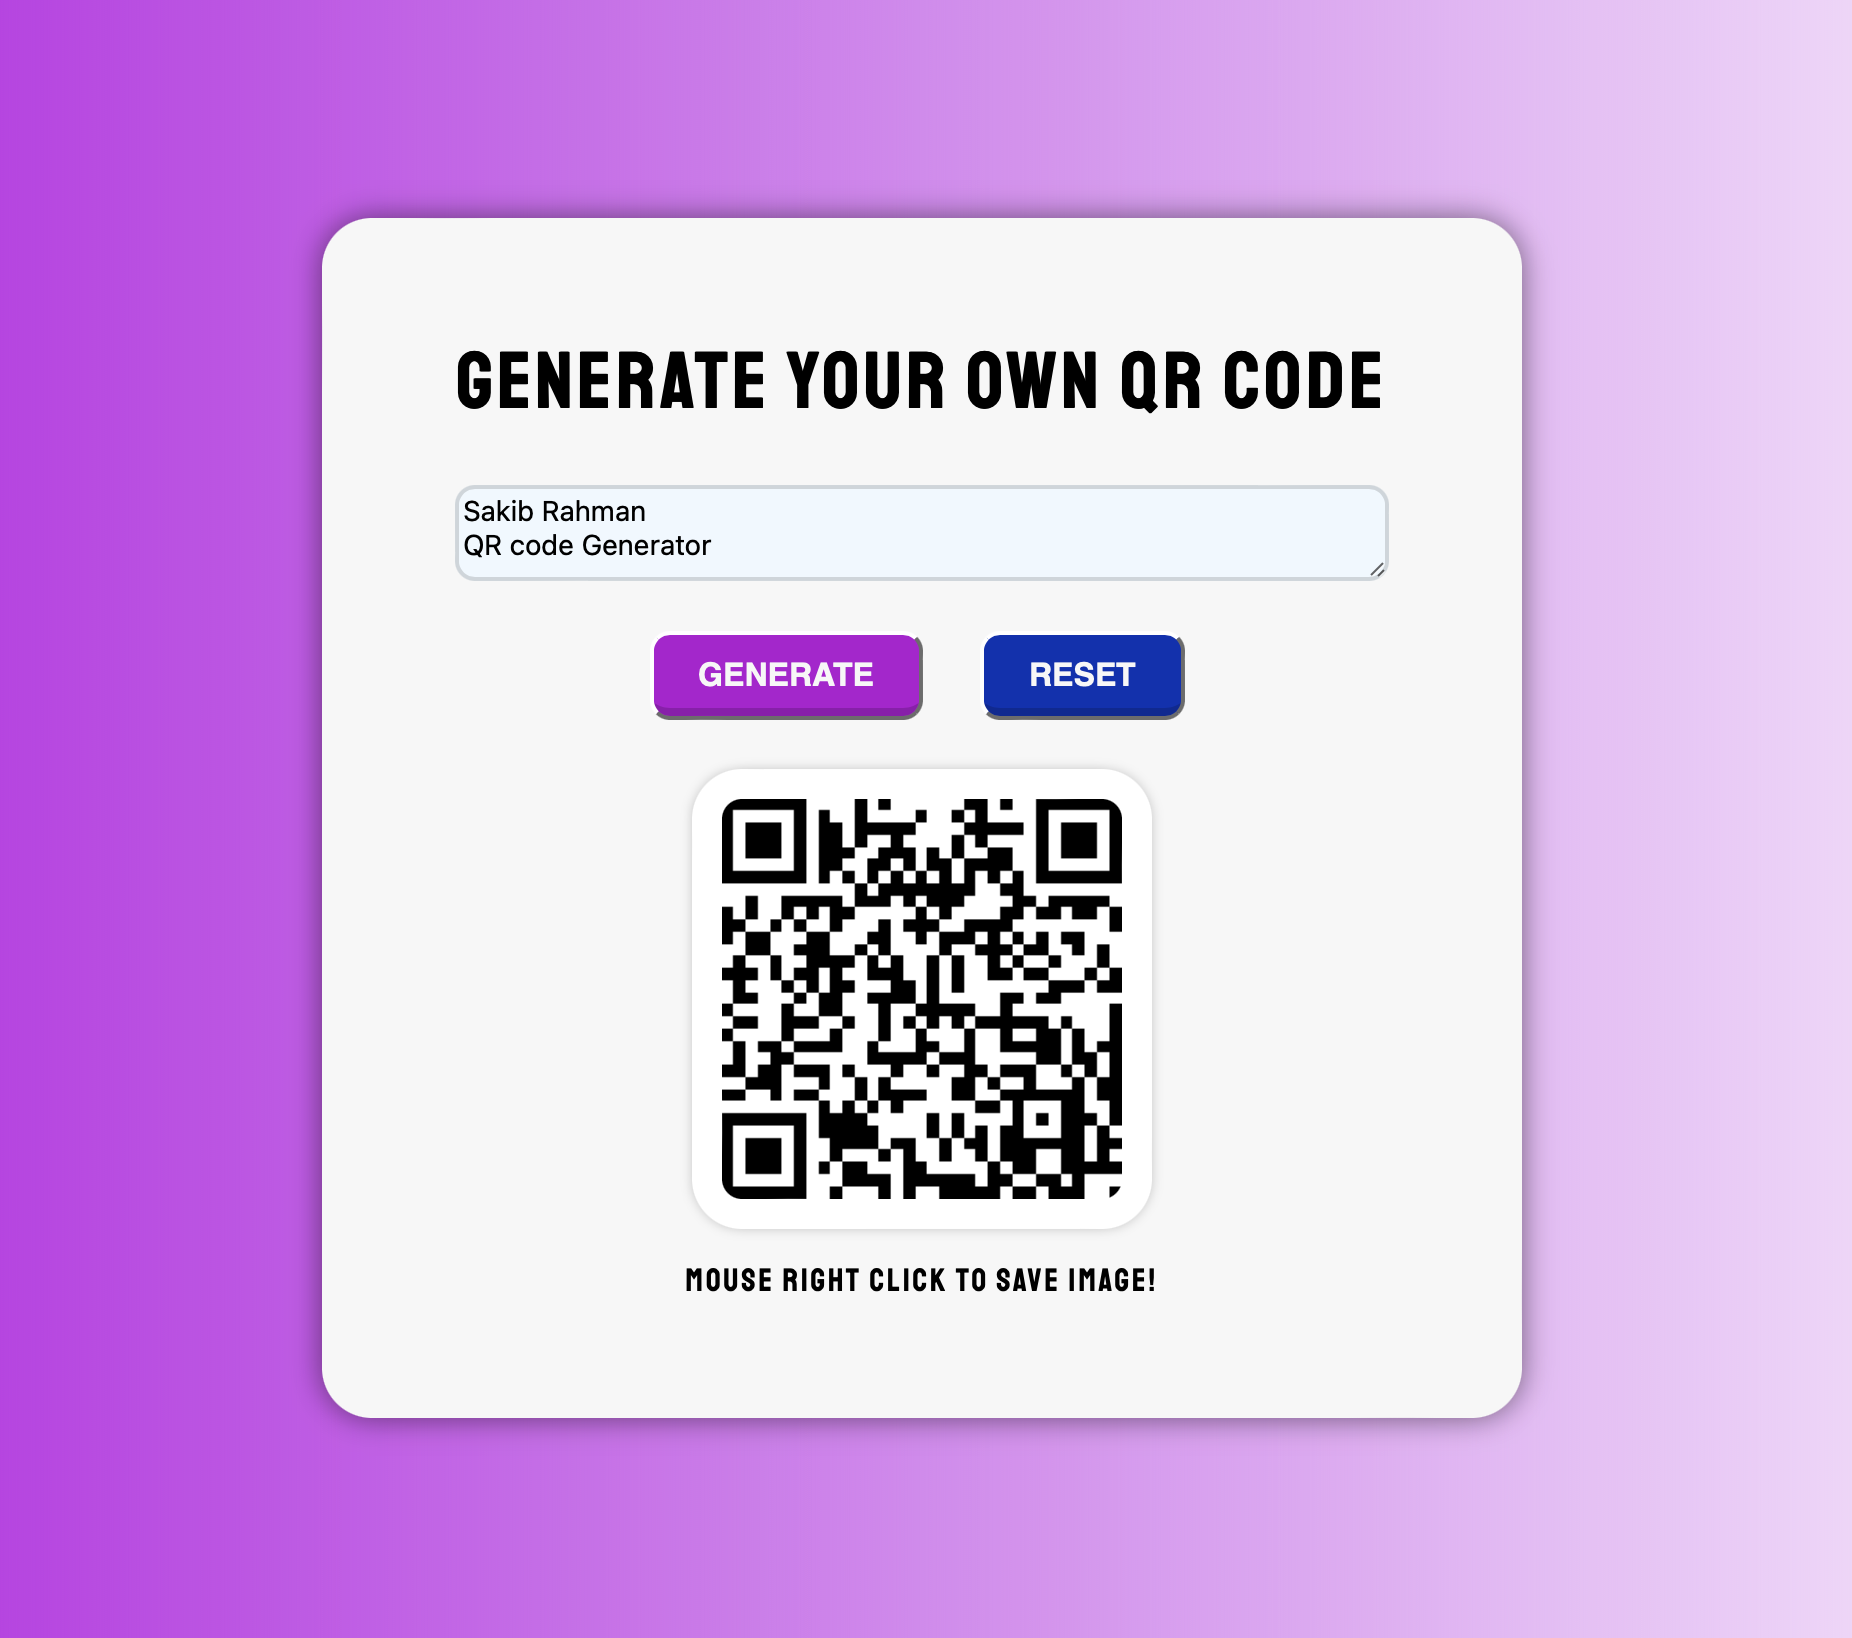 GENERATE YOUR OWN QR CODE
Sakib Rahman
QR code Generator
GENERATE RESET
MOUSE RIGHT CLICK TO SAVE IMAGE!